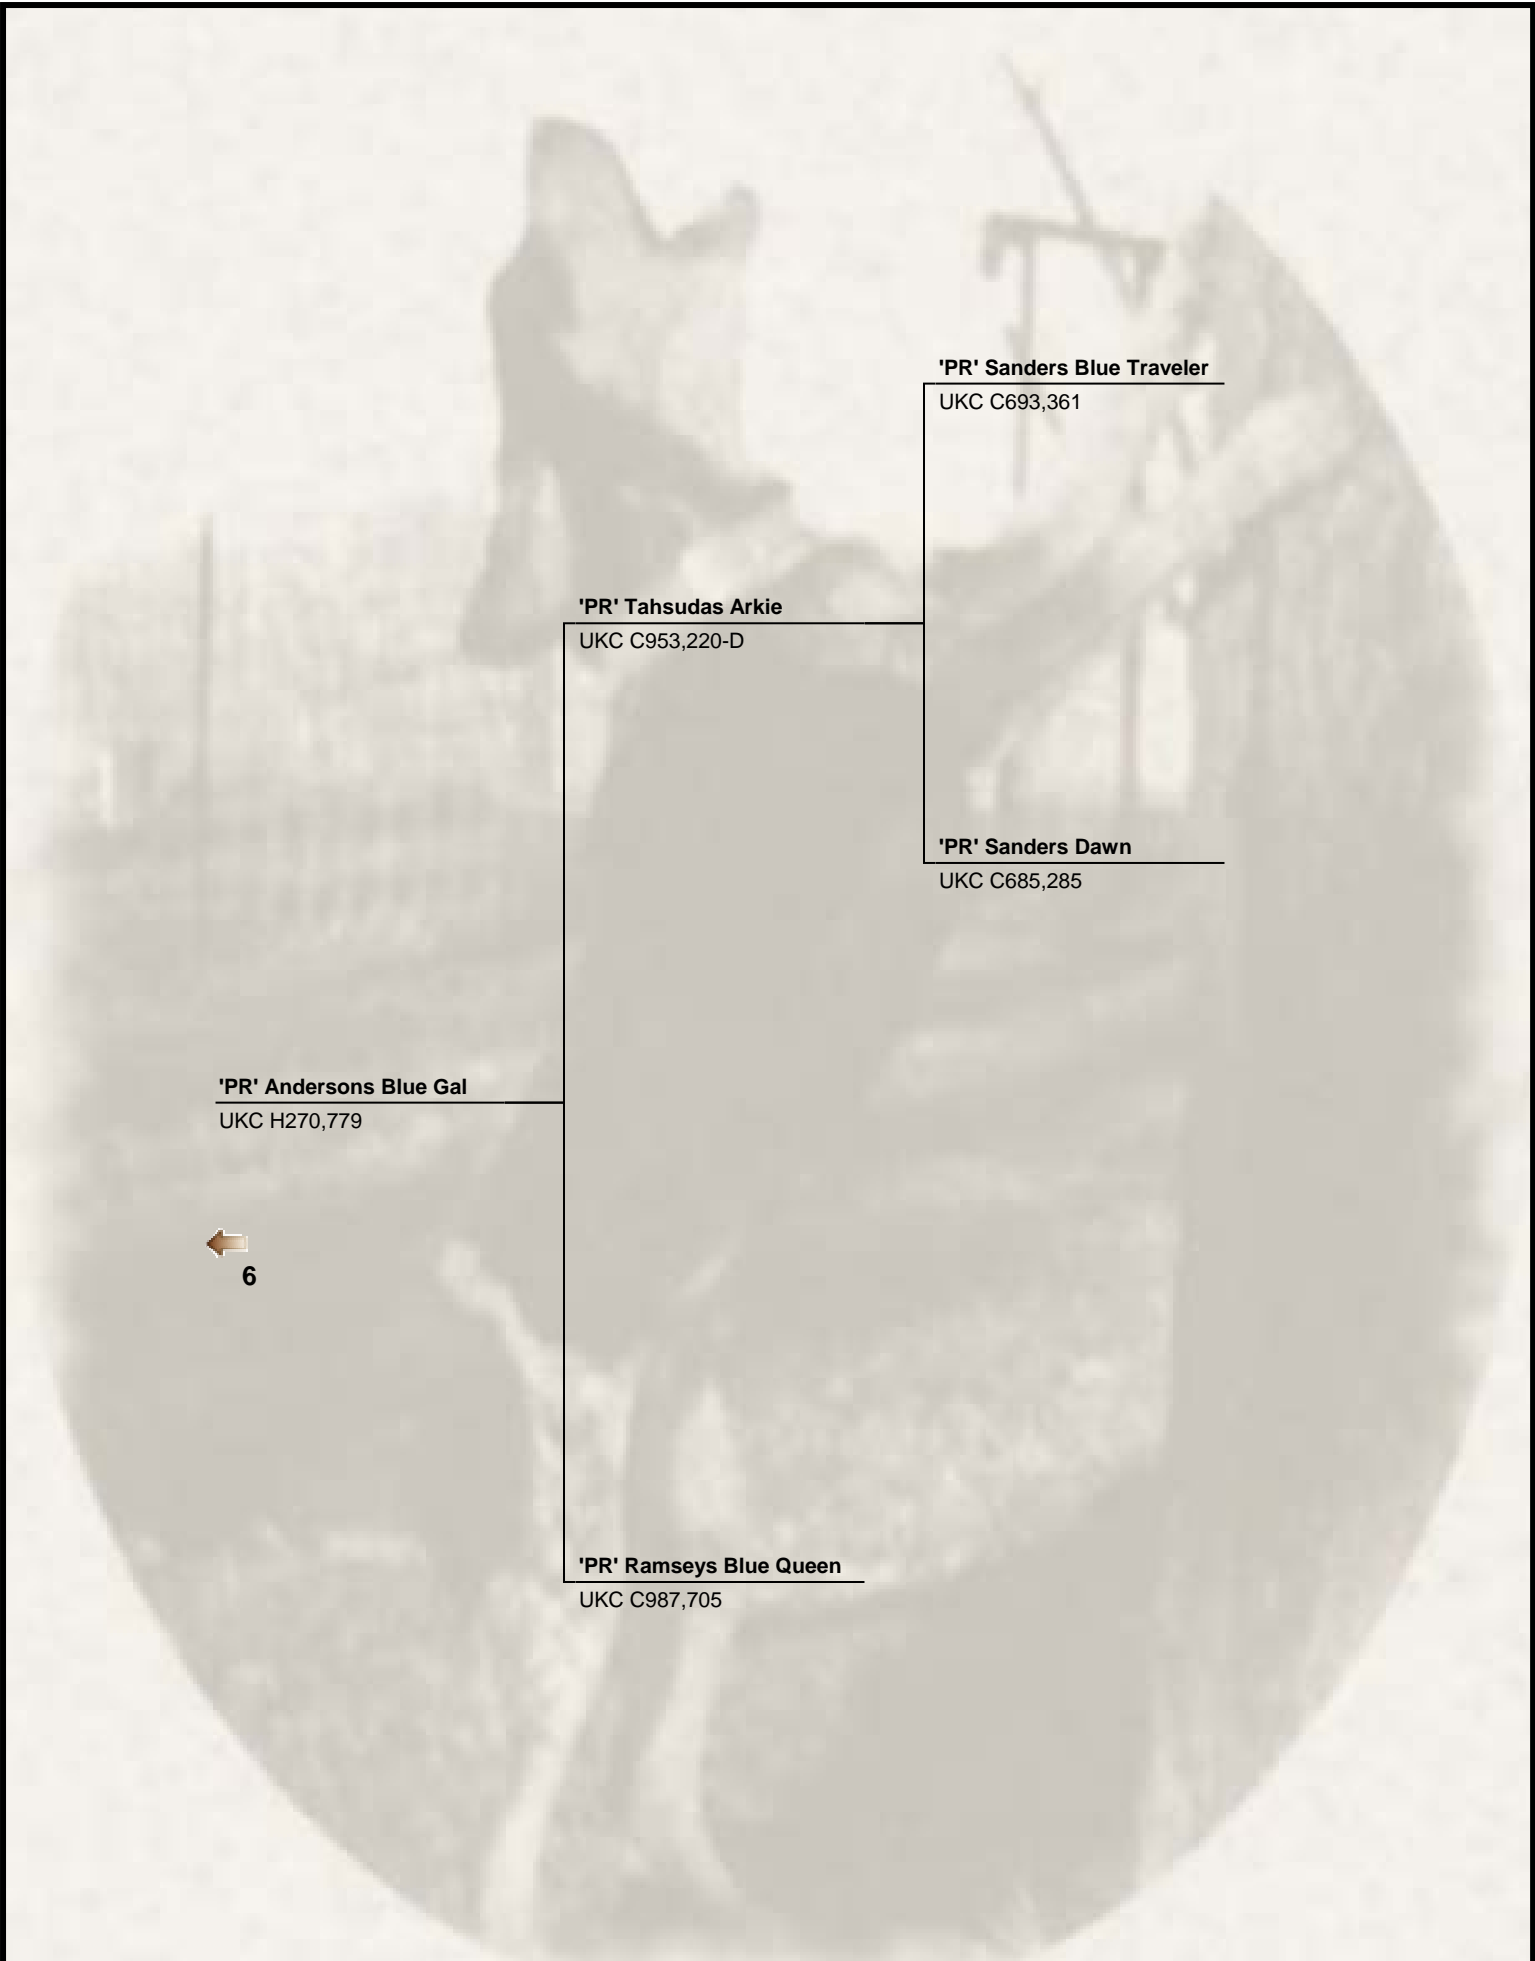 'PR' Sanders Blue Traveler
UKC C693,361
'PR' Tahsudas Arkie
UKC C953,220-D
'PR' Sanders Dawn
UKC C685,285
'PR' Andersons Blue Gal
UKC H270,779
6
'PR' Ramseys Blue Queen
UKC C987,705